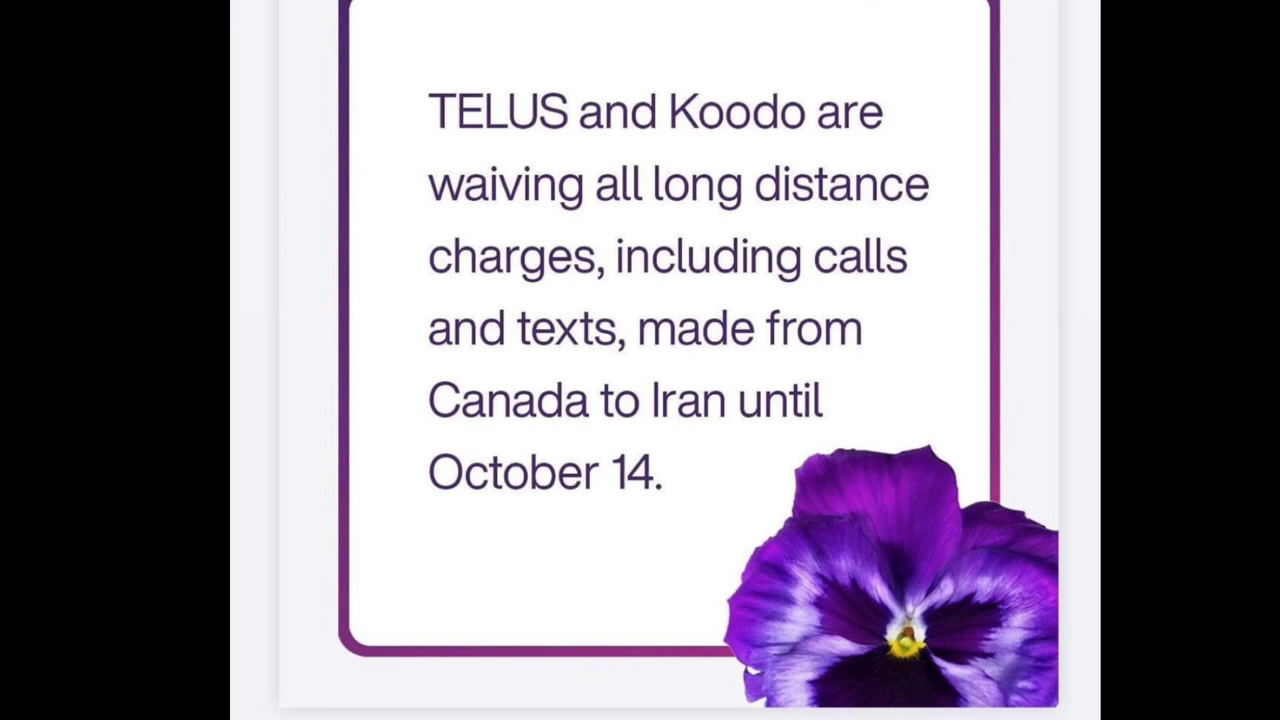 TELUS and Koodo are
waiving all long distance
charges, including calls
and texts, made from
Canada to Iran until
October 14.